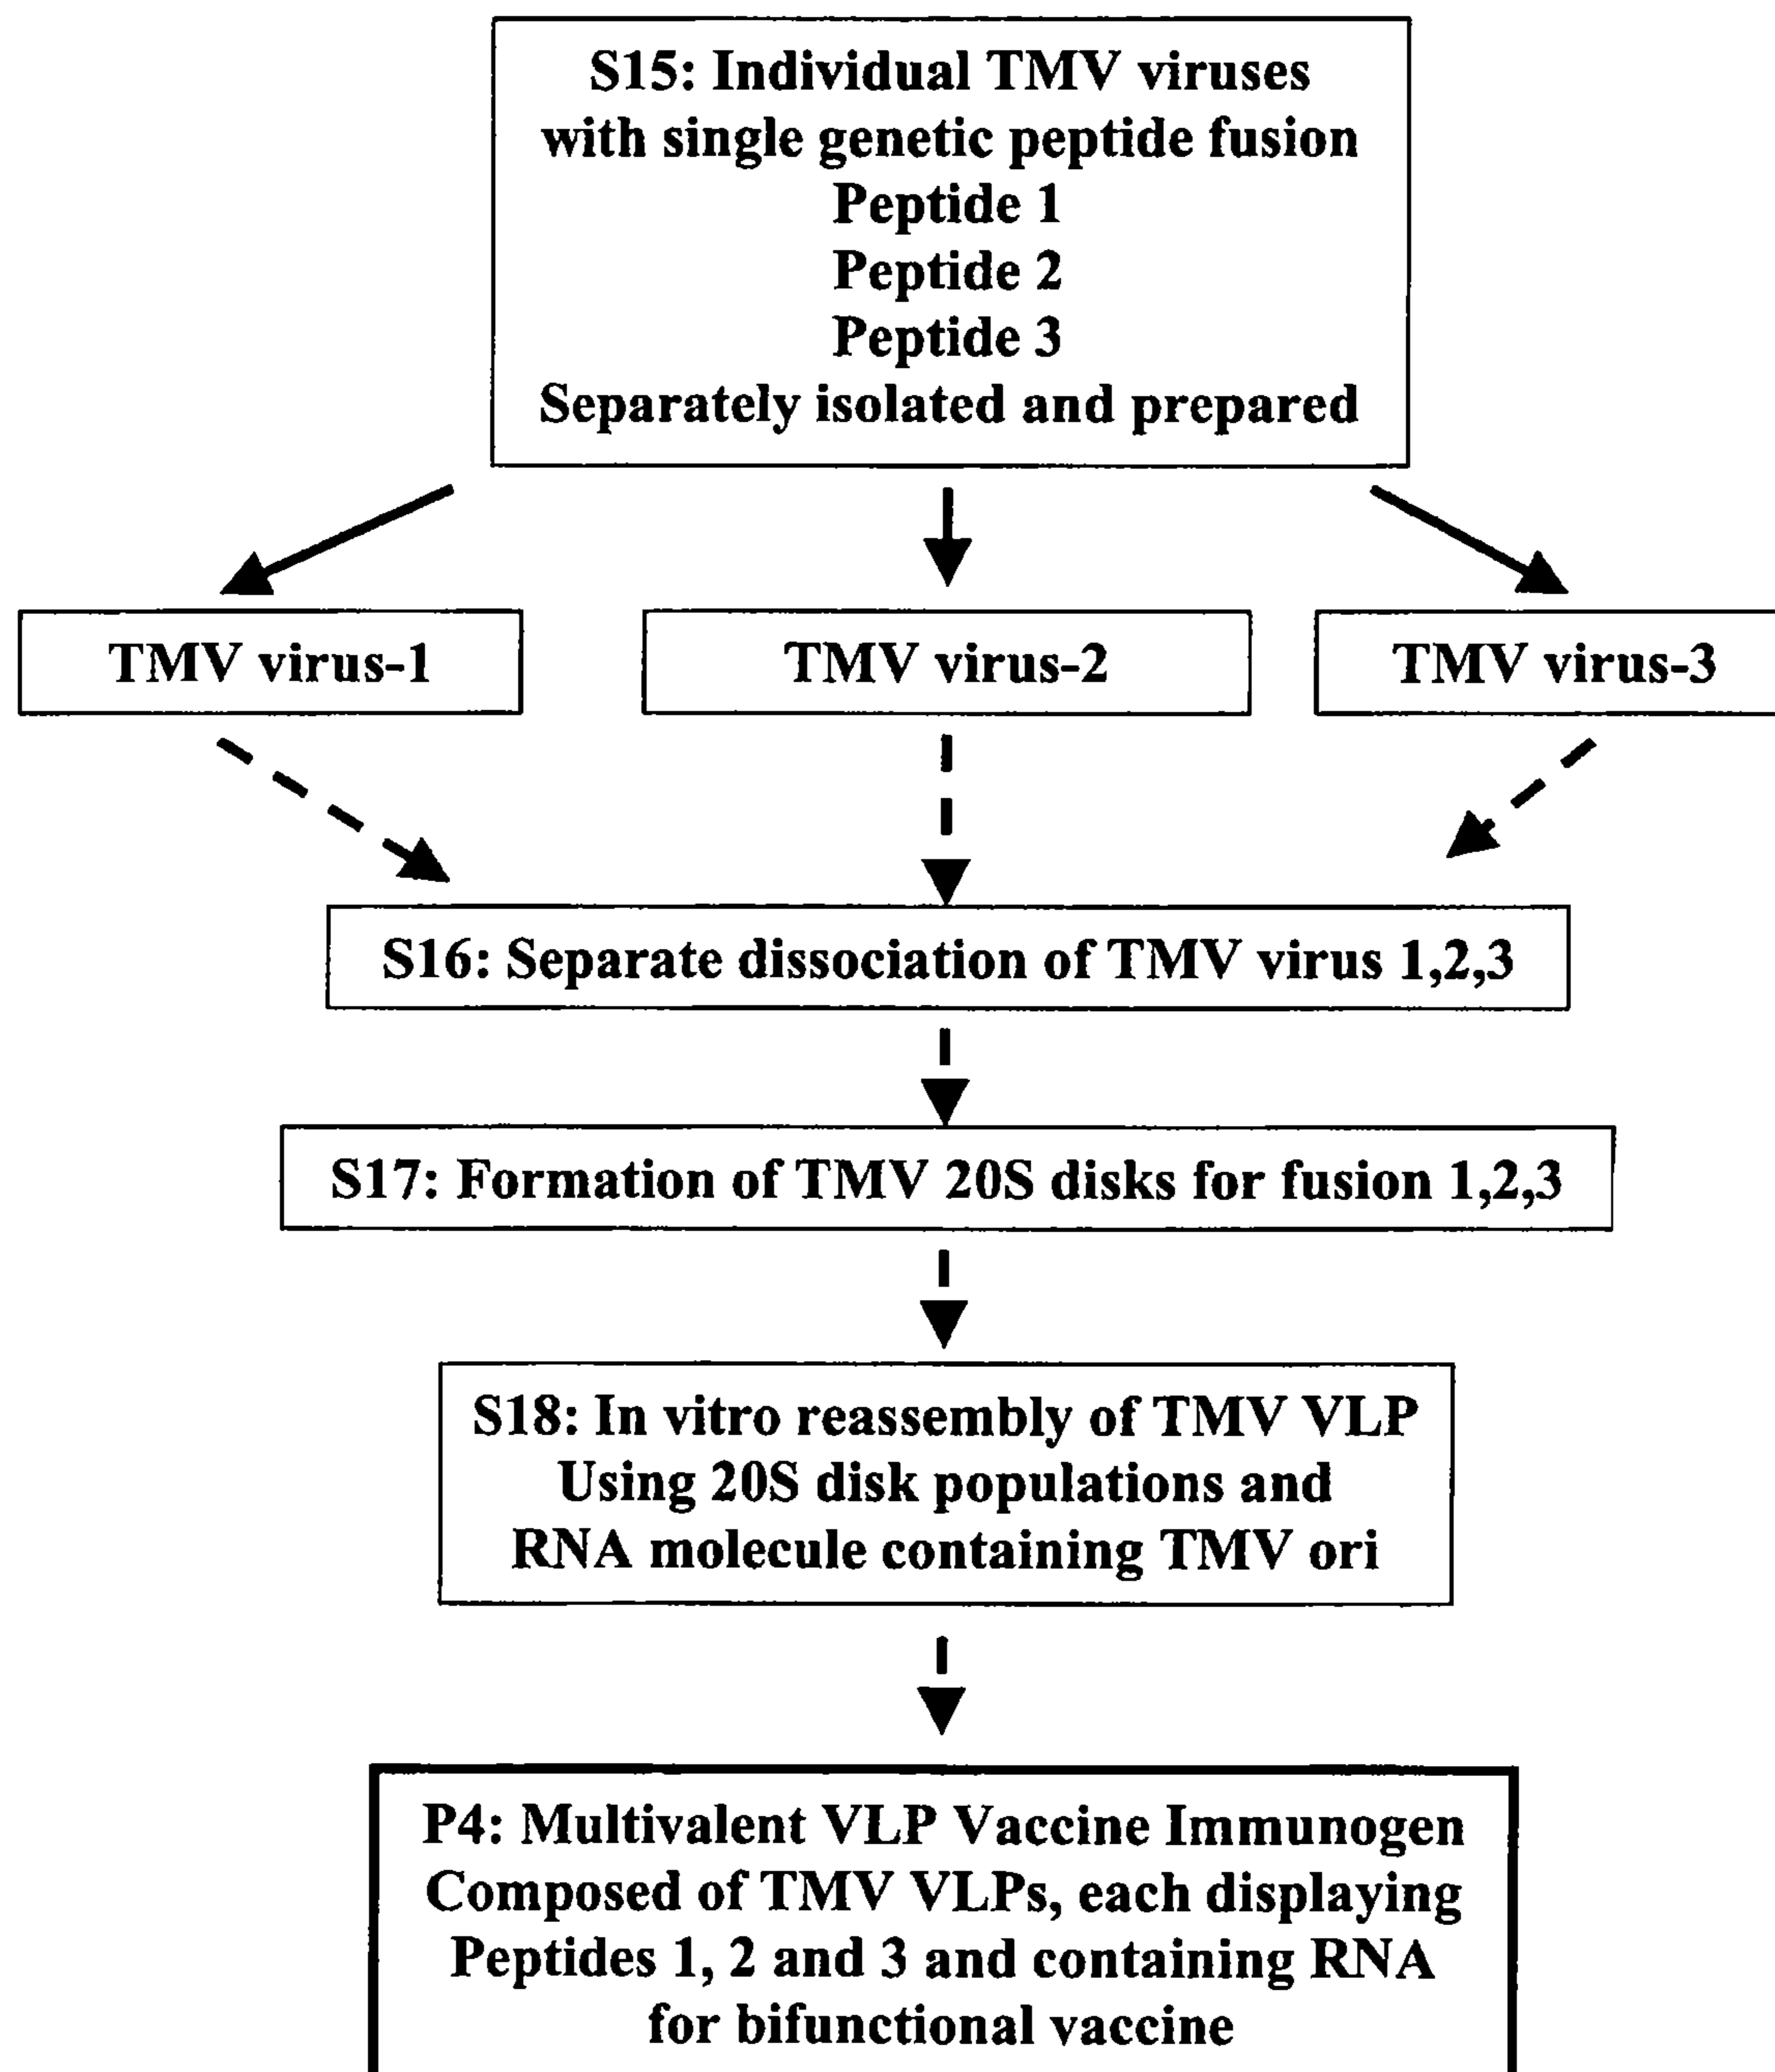 S15: Individual TMV viruses
with single genetic peptide fusion
Peptide 1
Peptide 2
Peptide 3
Separately isolated and prepared
TMV virus-1
TMV virus-2
TMV virus-3
S16: Separate dissociation of TMV virus 1,2,3
S17: Formation of TMV 20S disks for fusion 1,2,3
S18: In vitro reassembly of TMV VLP
Using 20S disk populations and
RNA molecule containing TMV ori
P4: Multivalent VLP Vaccine Immunogen
Composed of TMV VLPs, each displaying
Peptides 1, 2 and 3 and containing RNA
for bifunctional vaccine